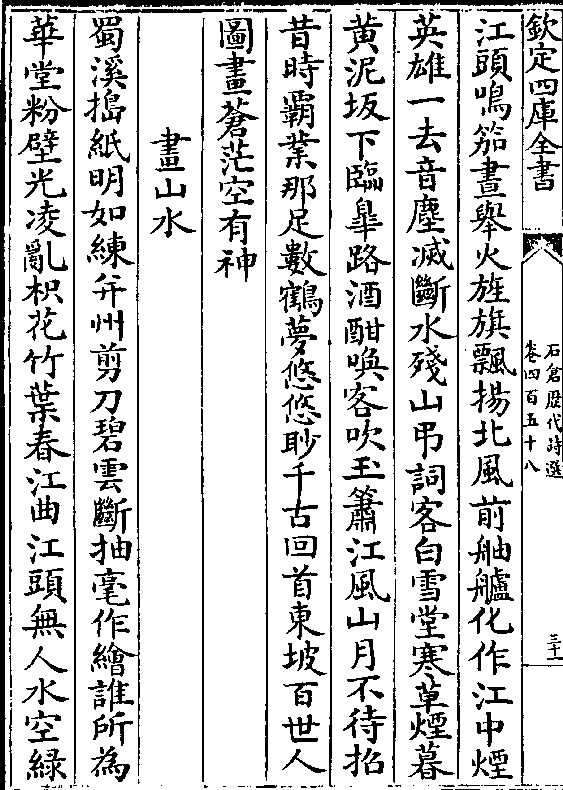 欽定四庫全書
石倉歴代詩選
卷四百五十八
三十一
江頭鳴笳晝舉火旌旗飄揚北風前舳艫化作江中煙
英雄一去音塵滅斷水殘山弔詞客白雪堂寒草煙暮
黄泥坂下臨臯路酒酣喚客吹玉簫江風山月不待招
昔時覇業那足數鶴夢悠悠眇千古回首東坡百世人
圖畫蒼茫空有神
畫山水
蜀溪搗紙明如練并州剪刀碧雲斷抽毫作繪誰所為
華堂粉壁光凌亂枳花竹葉春江曲江頭無人水空緑